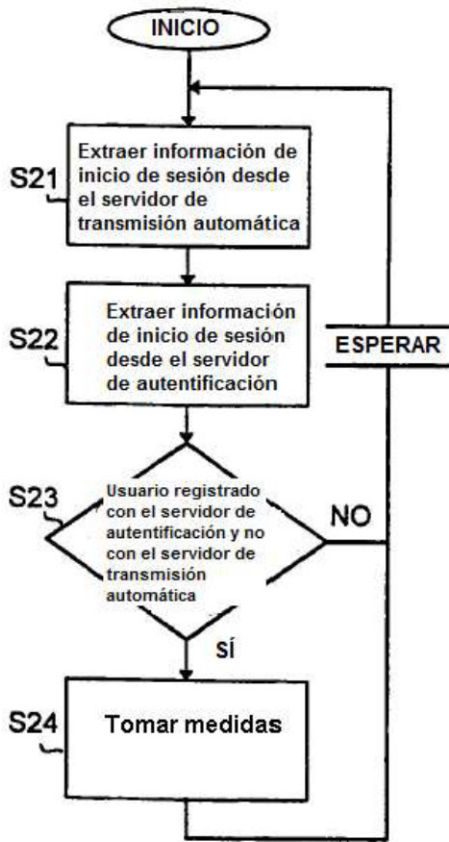 INICIO
S21
Extraer información de
inicio de sesión desde
el servidor de
transmisión automática
S22
Extraer información
de inicio de sesión
desde el servidor
de autentificación
ESPERAR
S23
Usuario registrado
con el servidor de
autentificación y no
con el servidor de
transmisión
automática
NO
SÍ
S24
Tomar medidas